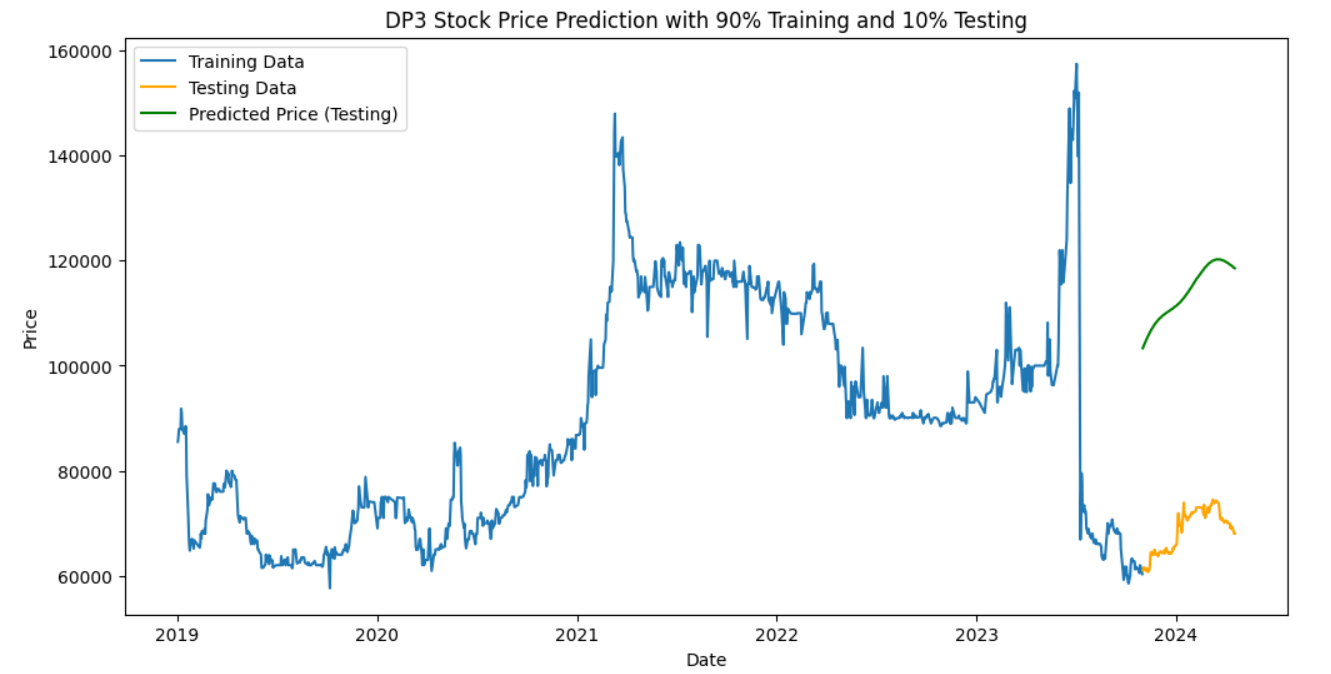 DP3 Stock Price Prediction with 90% Training and 10% Testing
Training Data
Testing Data
Predicted Price (Testing)
Price
160000
140000
120000
100000
80000
60000
2019 2020 2021 2022 2023 2024
Date